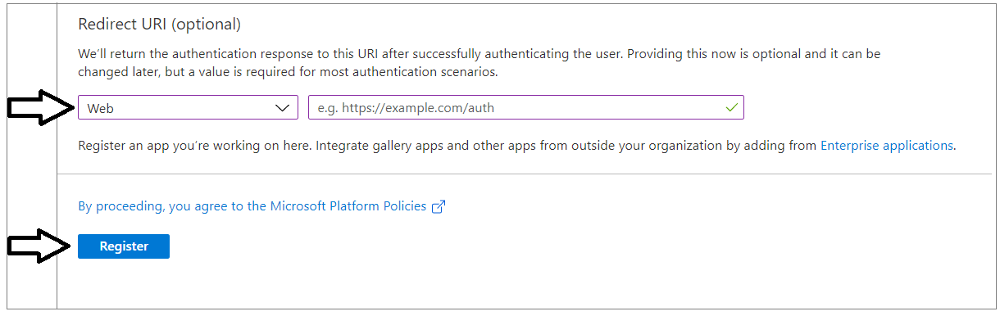 Redirect URI (optional)
We’ll return the authentication response to this URI after successfully authenticating the user. Providing this now is optional and it can be
changed later, but a value is required for most authentication scenarios.
Web
e.g. https://example.com/auth
Register an app you’re working on here. Integrate gallery apps and other apps from outside your organization by adding from Enterprise applications.
By proceeding, you agree to the Microsoft Platform Policies
Register